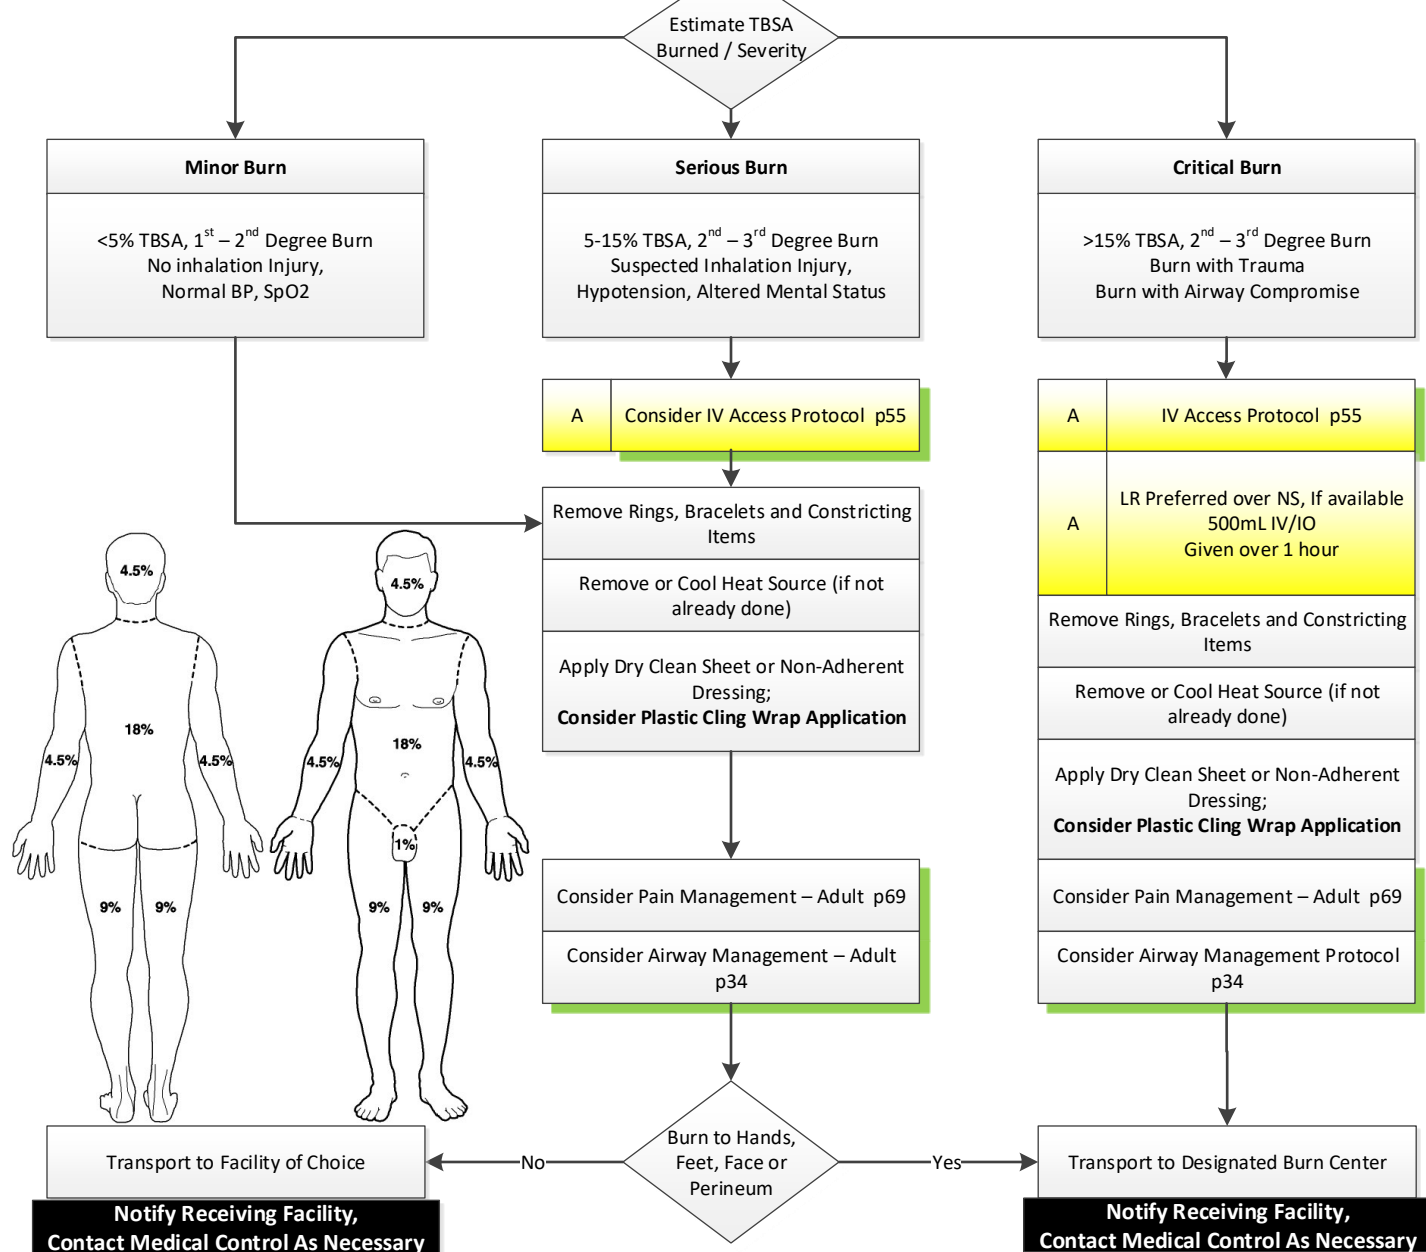 Estimate TBSA
Burned / Severity
Minor Burn
<5% TBSA, 1st – 2nd Degree Burn
No inhalation Injury,
Normal BP, SpO2
Serious Burn
5-15% TBSA, 2nd – 3rd Degree Burn
Suspected Inhalation Injury,
Hypotension, Altered Mental Status
Critical Burn
>15% TBSA, 2nd – 3rd Degree Burn
Burn with Trauma
Burn with Airway Compromise
A
Consider IV Access Protocol p55
Remove Rings, Bracelets and Constricting
Items
Remove or Cool Heat Source (if not
already done)
Apply Dry Clean Sheet or Non-Adherent
Dressing;
Consider Plastic Cling Wrap Application
Consider Pain Management – Adult p69
Consider Airway Management – Adult
p34
A
IV Access Protocol p55
A
LR Preferred over NS, If available
500mL IV/IO
Given over 1 hour
Remove Rings, Bracelets and Constricting
Items
Remove or Cool Heat Source (if not
already done)
Apply Dry Clean Sheet or Non-Adherent
Dressing;
Consider Plastic Cling Wrap Application
Consider Pain Management – Adult p69
Consider Airway Management Protocol
p34
4.5%
18%
4.5%
4.5%
9%
9%
4.5%
18%
4.5%
4.5%
1%
9%
9%
Burn to Hands,
Feet, Face or
Perineum
No
Yes
Transport to Facility of Choice
Notify Receiving Facility,
Contact Medical Control As Necessary
Transport to Designated Burn Center
Notify Receiving Facility,
Contact Medical Control As Necessary